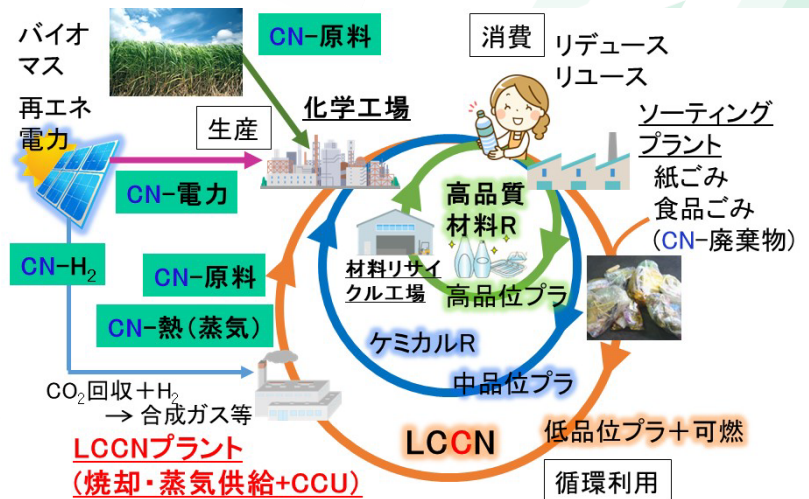 バイオ
マス
CN-原料
消費
リデュース
リユース
再エネ
電力
生産
化学工場
ソーティング
プラント
紙ごみ
食品ごみ
(CN-廃棄物)
CN-電力
高品質
材料R
CN-H₂
CN-原料
材料リサイ
クル工場
高品位プラ
CN-熱(蒸気)
ケミカルR
中品位プラ
CO₂回収+H₂
→ 合成ガス等
LCCN
低品位プラ+可燃
LCCNプラント
(焼却・蒸気供給+CCU)
循環利用